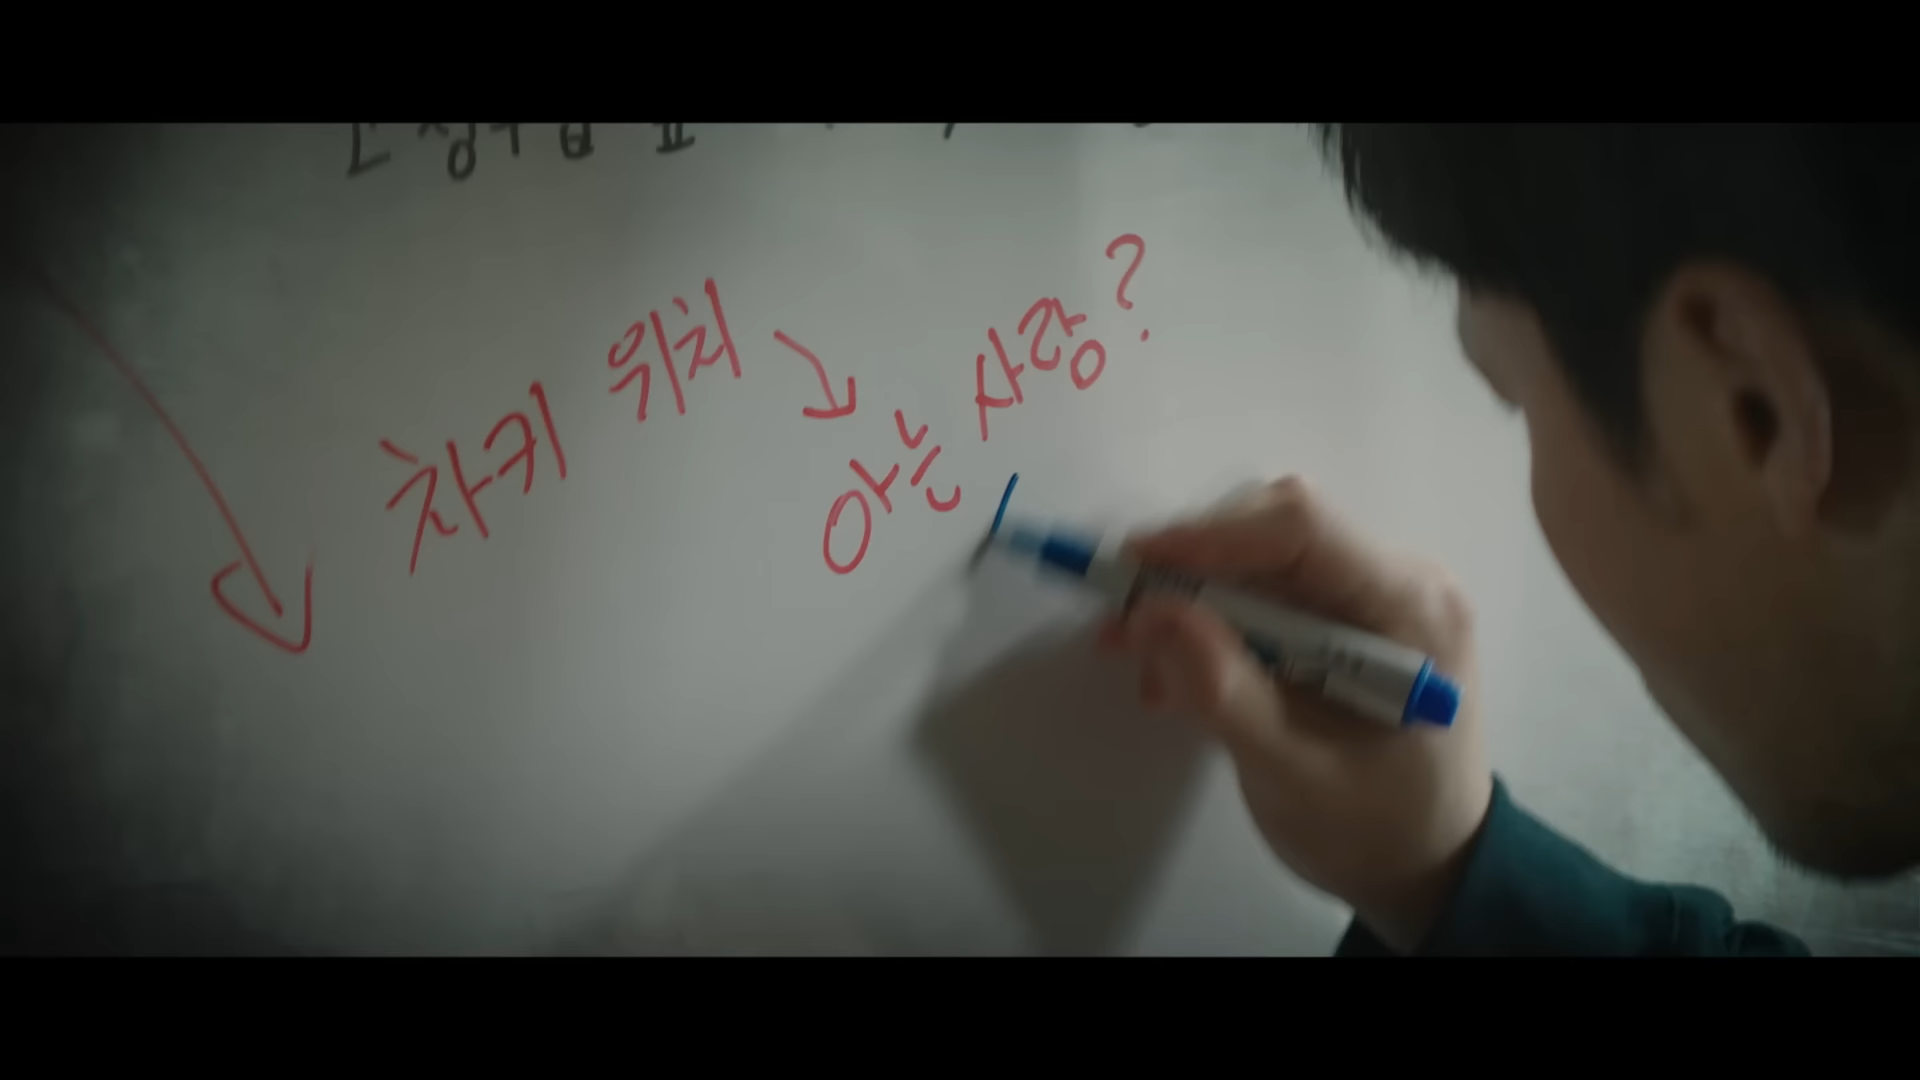 차키 위치 ↘
아는 사람?